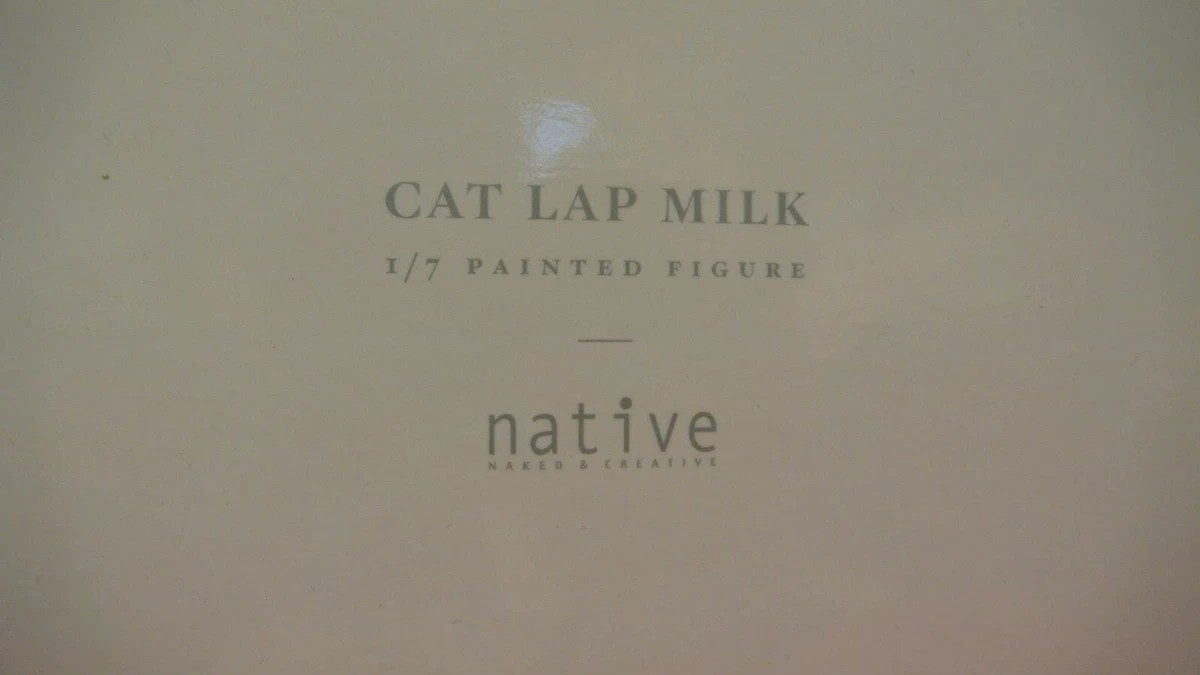 CAT LAP MILK
1/7 PAINTED FIGURE
native
NAKED & CREATIVE